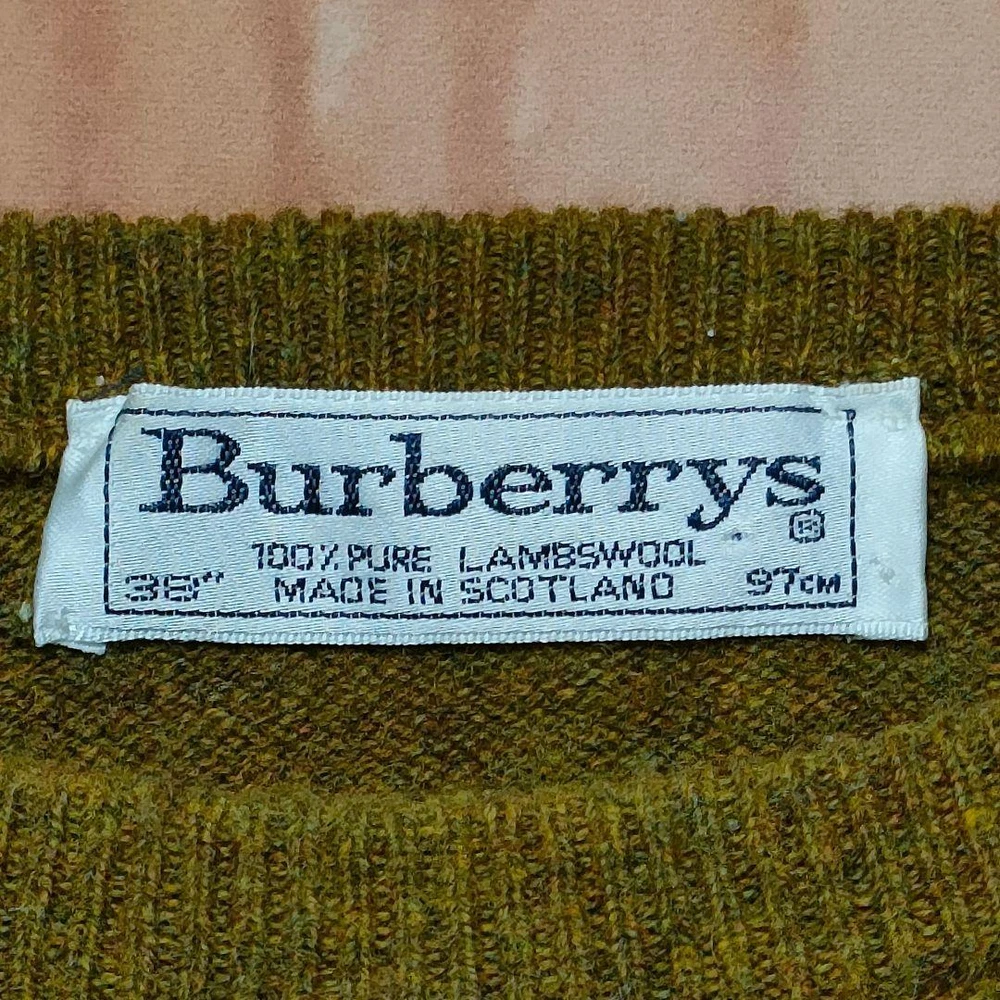 Burberrys
®
100% PURE LAMBSWOOL
38" MADE IN SCOTLAND 97CM